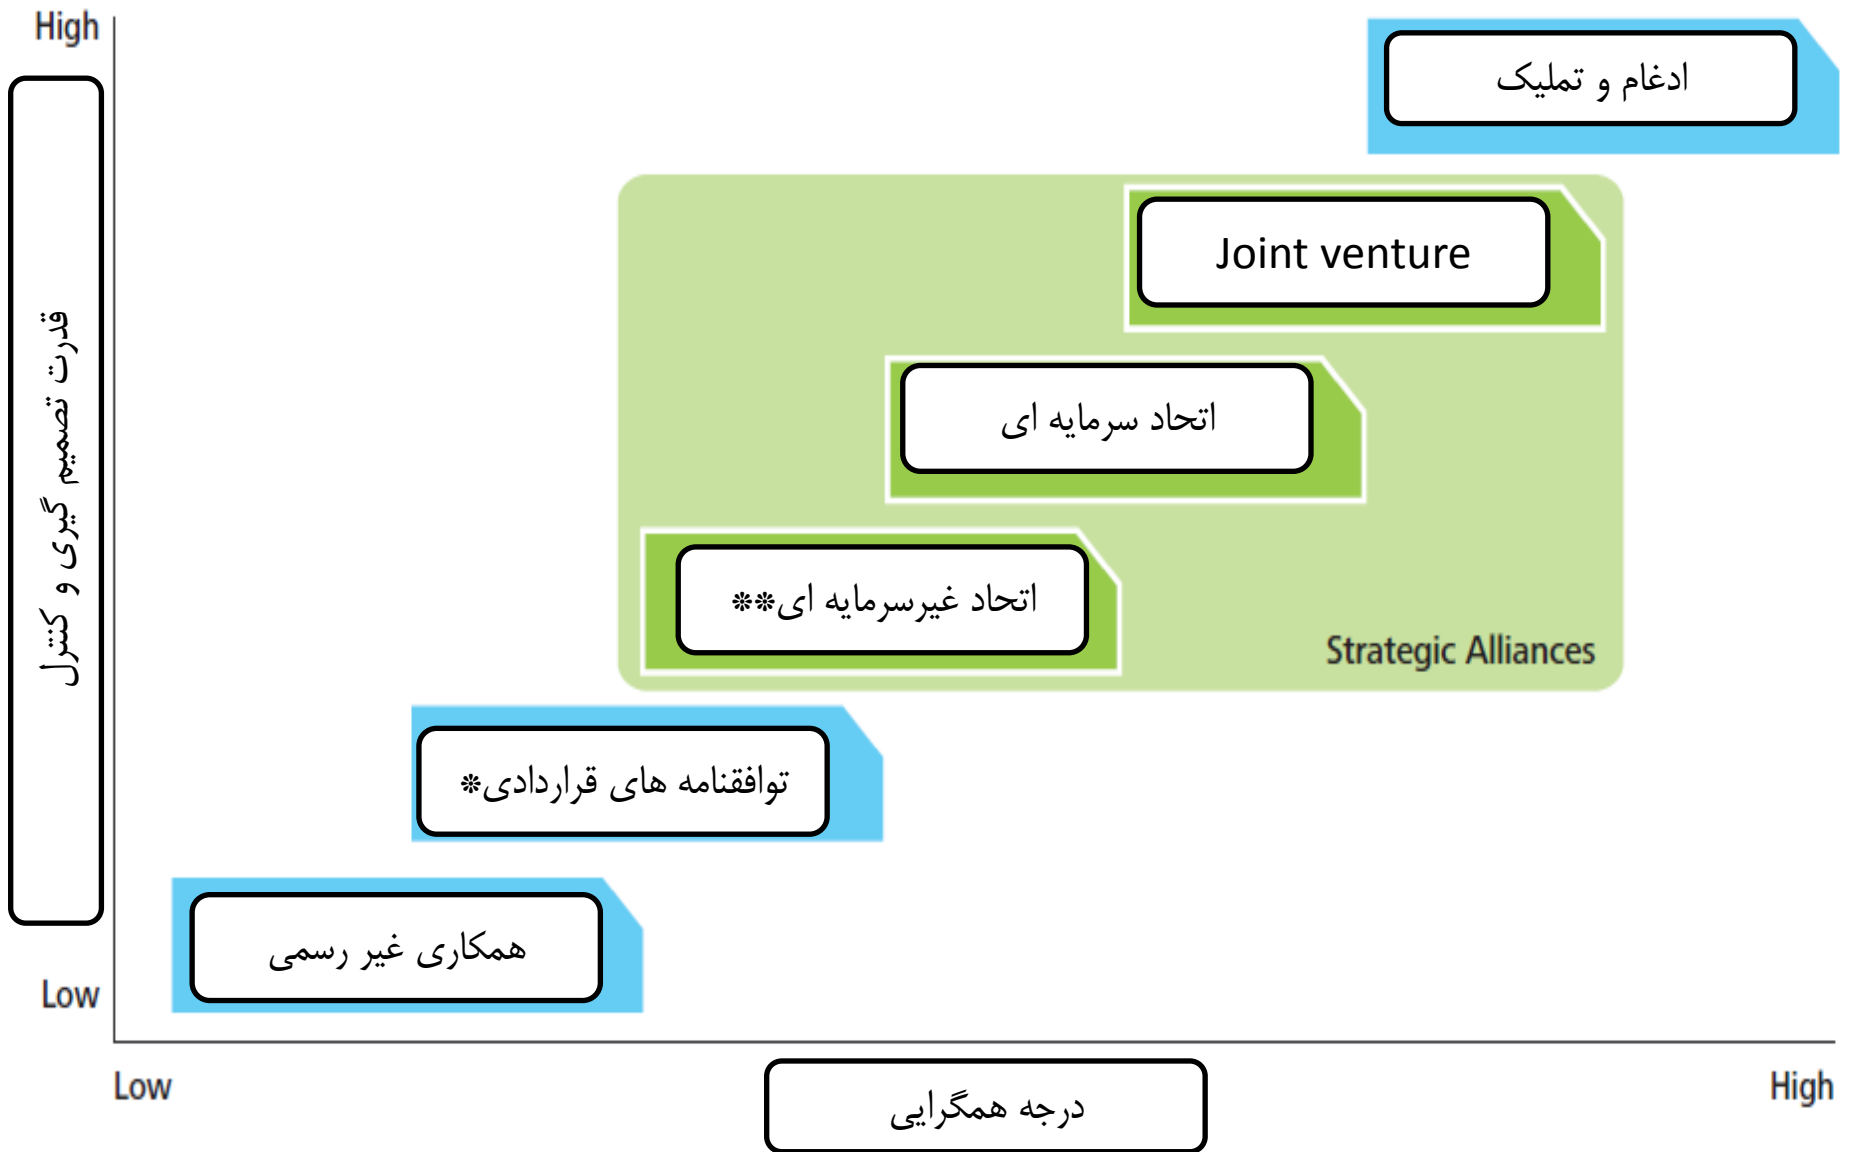 High
ادغام و تملیک
Joint venture
قدرت تصمیم گیری و کنترل
اتحاد سرمایه ای
اتحاد غیرسرمایه ای**
Strategic Alliances
توافقنامه های قراردادی*
همکاری غیر رسمی
Low
Low
درجه همگرایی
High